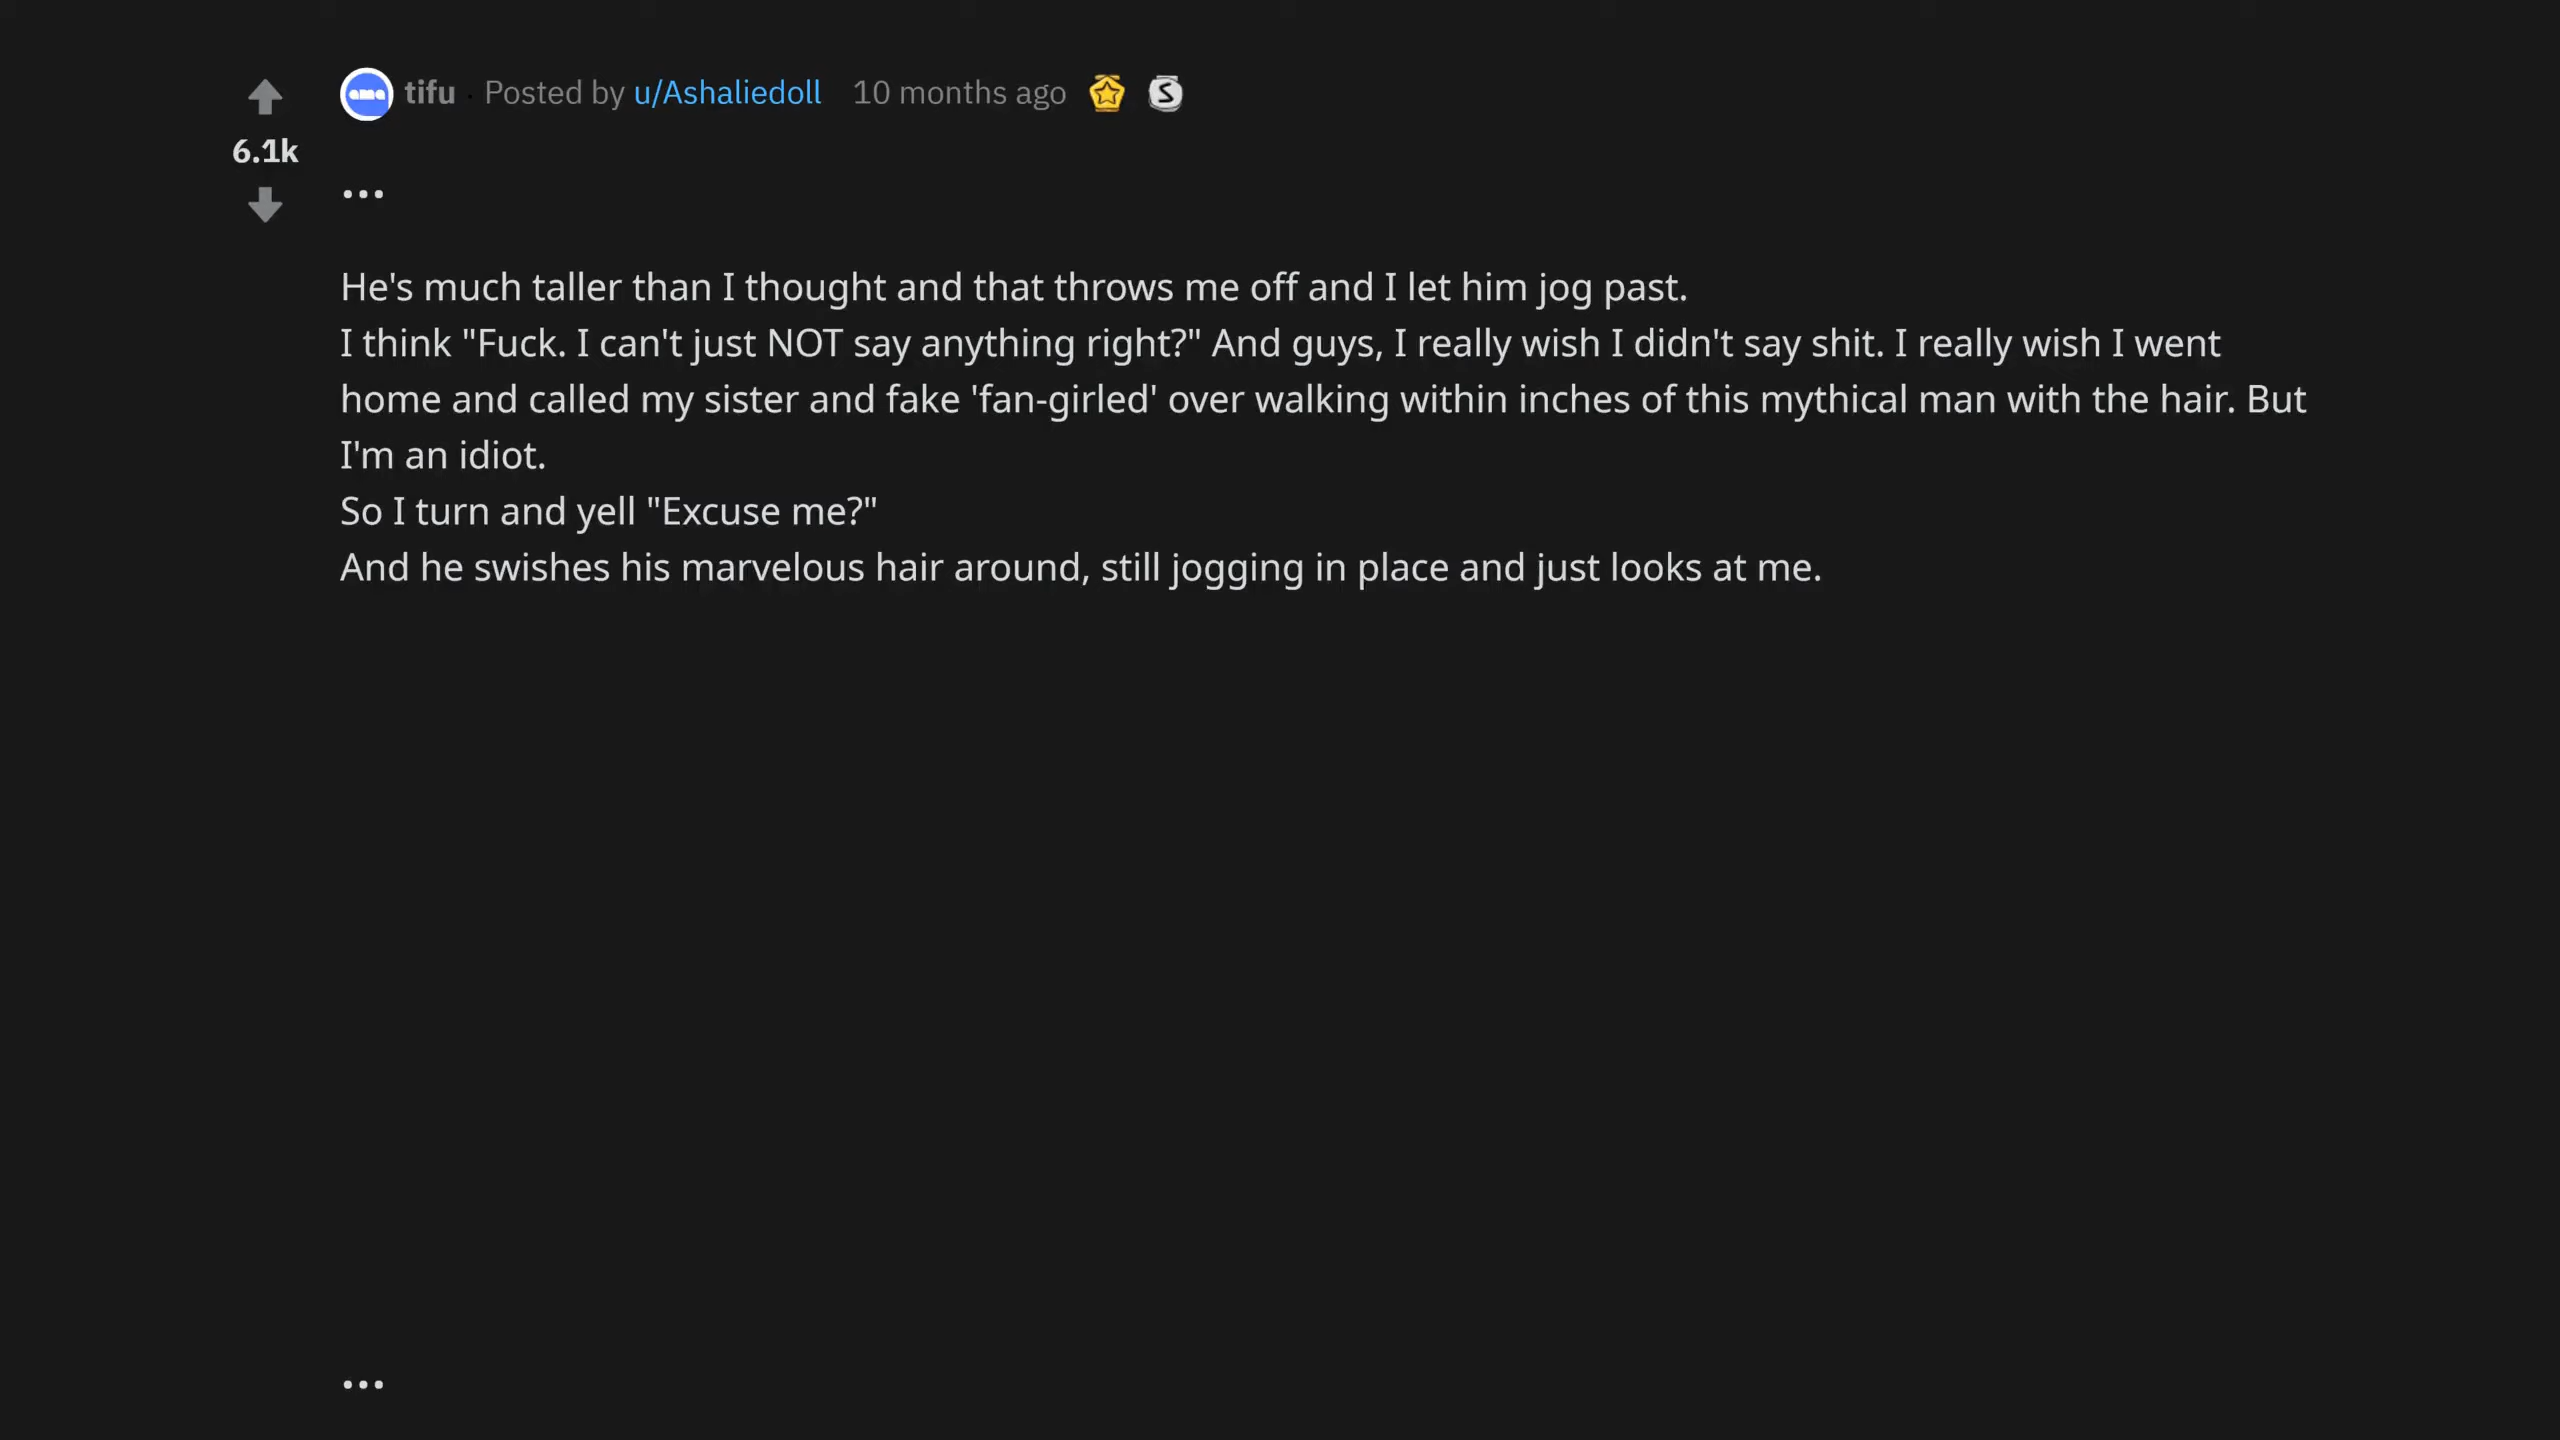 ama tifu · Posted by u/Ashaliedoll 10 months ago S
6.1k
...
He's much taller than I thought and that throws me off and I let him jog past.
I think "Fuck. I can't just NOT say anything right?" And guys, I really wish I didn't say shit. I really wish I went
home and called my sister and fake 'fan-girled' over walking within inches of this mythical man with the hair. But
I'm an idiot.
So I turn and yell "Excuse me?"
And he swishes his marvelous hair around, still jogging in place and just looks at me.
...